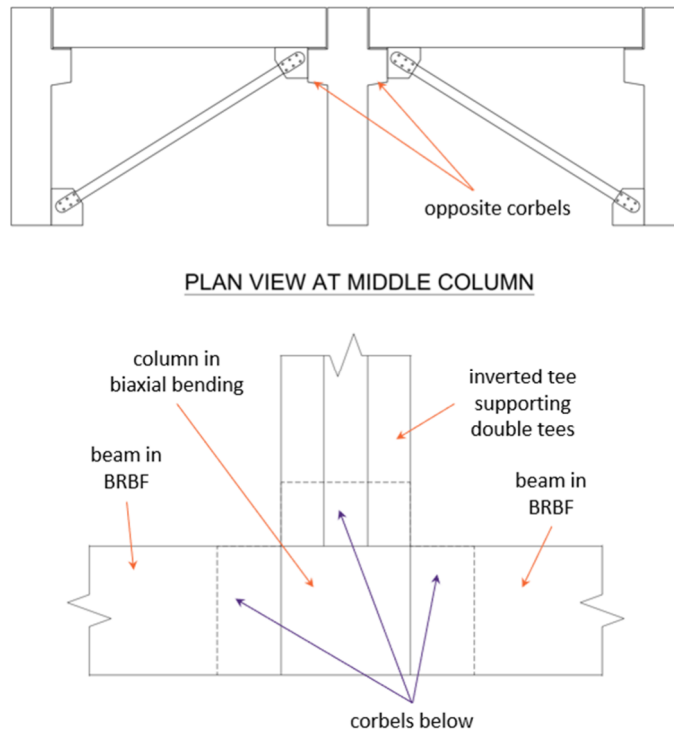 opposite corbels
PLAN VIEW AT MIDDLE COLUMN
column in
biaxial bending
inverted tee
supporting
double tees
beam in
BRBF
beam in
BRBF
corbels below